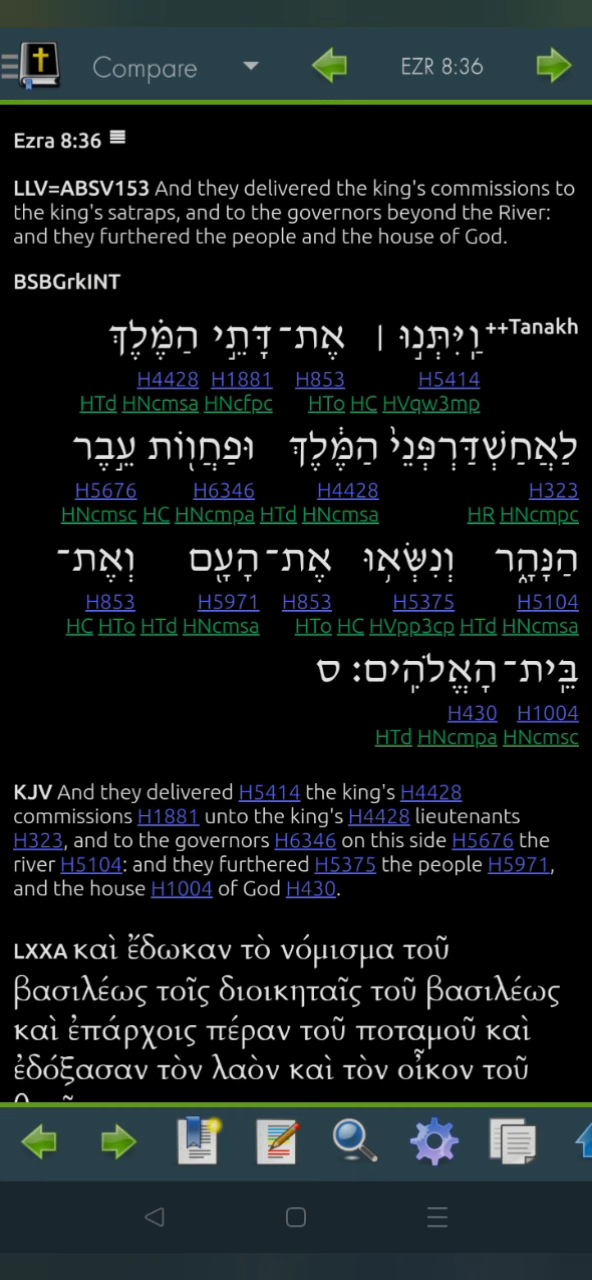 Compare EZR 8:36
Ezra 8:36
LLV=ABSV153 And they delivered the king's commissions to
the king's satraps, and to the governors beyond the River:
and they furthered the people and the house of God.
BSBGrkINT
++Tanakh וַֽיִּתְּנ֣וּ ׀ אֶת־דָּתֵ֣י הַמֶּ֗לֶךְ
H4428 H1881 H853 H5414
HTd HNcmsa HNcfpc HTo HC HVqw3mp
לַאֲחַשְׁדַּרְפְּנֵי֙ הַמֶּ֔לֶךְ וּפַחֲו֖וֹת עֵ֣בֶר
H5676 H6346 H4428 H323
HNcmsc HC HNcmpa HTd HNcmsa HR HNcmpc
הַנָּהָ֑ר וְנִשְּׂא֥וּ אֶת־הָעָ֖ם וְאֶת־
H853 H5971 H853 H5375 H5104
HC HTo HTd HNcmsa HTo HC HVpp3cp HTd HNcmsa
בֵּֽית־הָאֱלֹהִֽים׃ ס
H430 H1004
HTd HNcmpa HNcmsc
KJV And they delivered H5414 the king's H4428
commissions H1881 unto the king's H4428 lieutenants
H323, and to the governors H6346 on this side H5676 the
river H5104: and they furthered H5375 the people H5971,
and the house H1004 of God H430.
LXXA καὶ ἔδωκαν τὸ νόμισμα τοῦ
βασιλέως τοῖς διοικηταῖς τοῦ βασιλέως
καὶ ἐπάρχοις πέραν τοῦ ποταμοῦ καὶ
ἐδόξασαν τὸν λαὸν καὶ τὸν οἶκον τοῦ